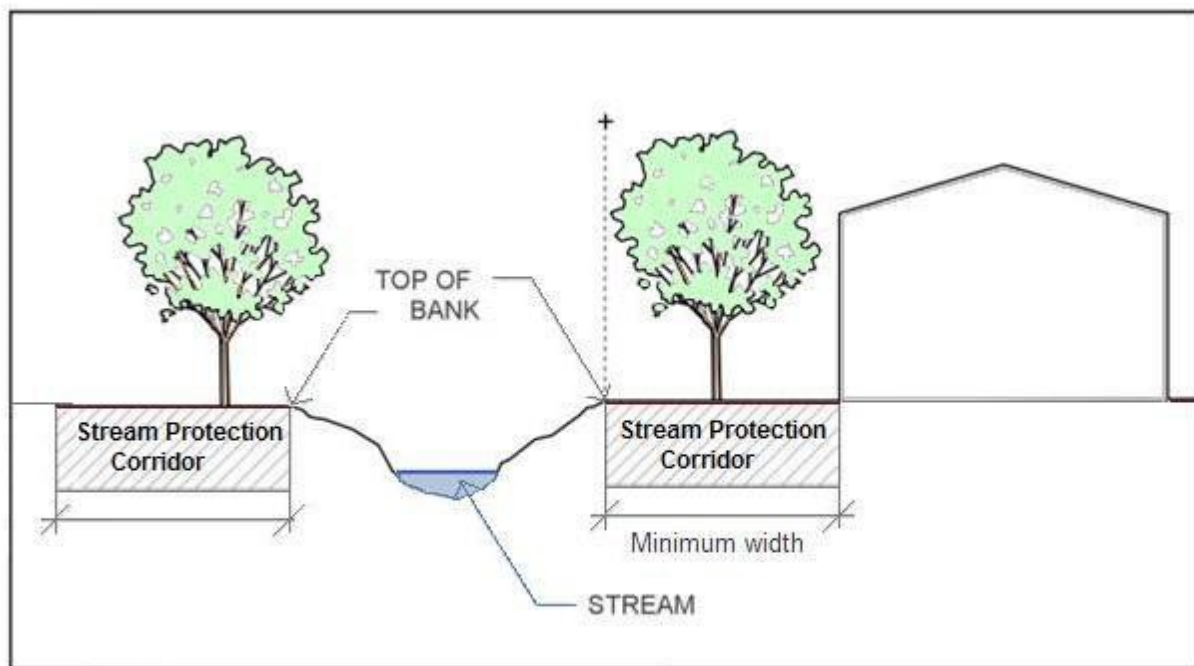 TOP OF
BANK
Stream Protection
Corridor
Stream Protection
Corridor
Minimum width
STREAM